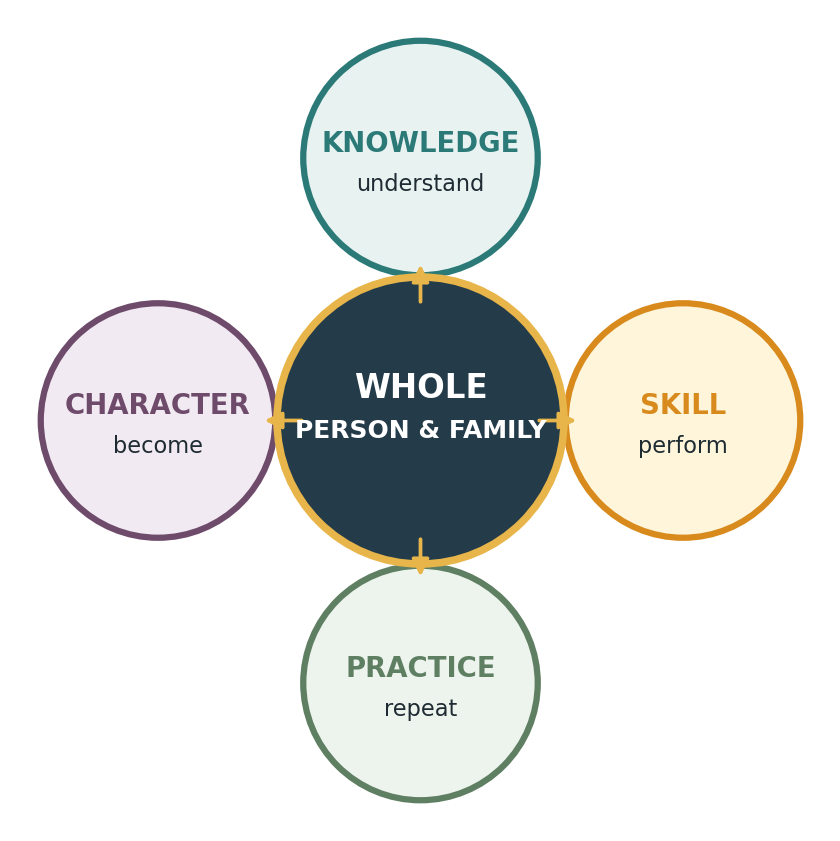 KNOWLEDGE
understand
CHARACTER
become
WHOLE
PERSON & FAMILY
SKILL
perform
PRACTICE
repeat